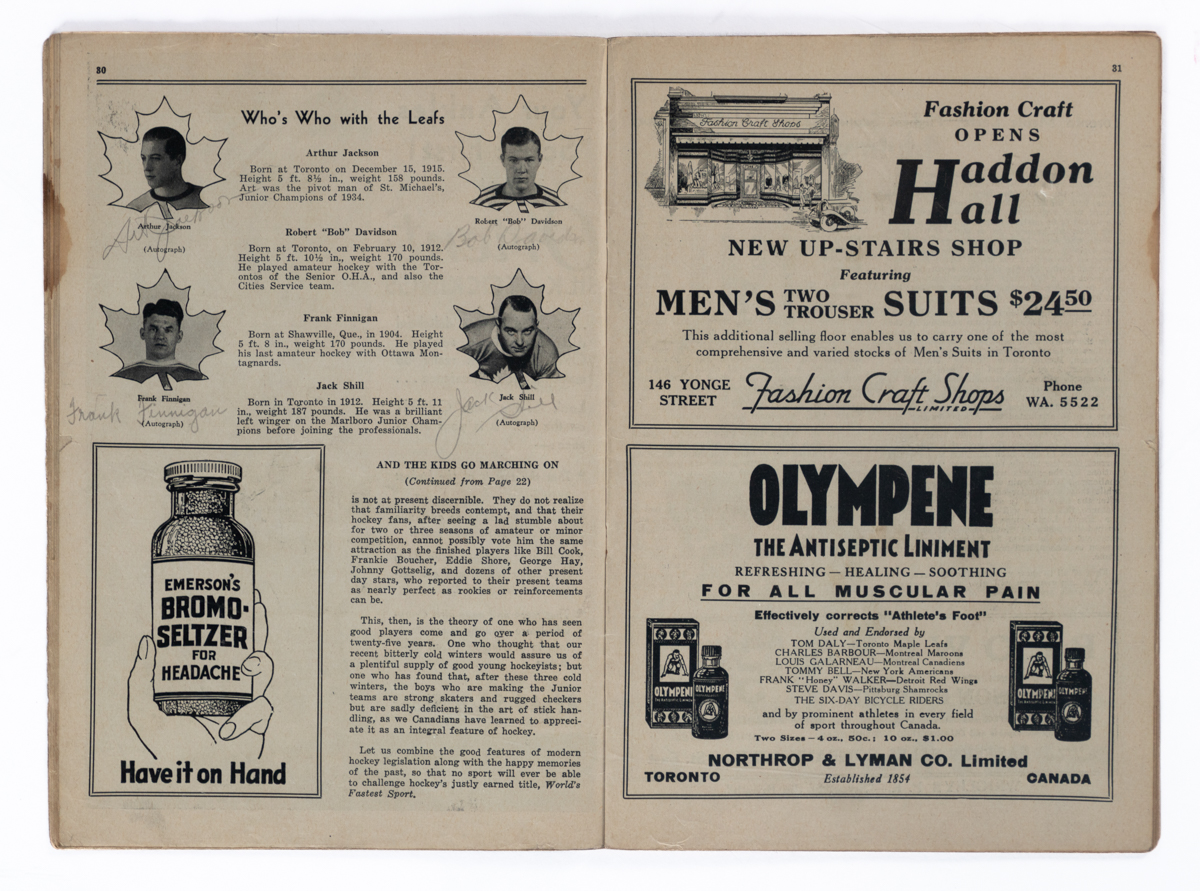 30
Who's Who with the Leafs
Arthur Jackson
Born at Toronto on December 15, 1915.
Height 5 ft. 8½ in., weight 158 pounds.
Art was the pivot man of St. Michael's,
Junior Champions of 1934.
Arthur Jackson
Art Jackson
(Autograph)
Robert "Bob" Davidson
Bob Davidson
(Autograph)
Robert "Bob" Davidson
Born at Toronto, on February 10, 1912.
Height 5 ft. 10½ in., weight 170 pounds.
He played amateur hockey with the Tor-
ontos of the Senior O.H.A., and also the
Cities Service team.
Frank Finnigan
Born at Shawville, Que., in 1904. Height
5 ft. 8 in., weight 170 pounds. He played
his last amateur hockey with Ottawa Mon-
tagnards.
Frank Finnigan
Frank Finnigan
(Autograph)
Jack Shill
Jack Shill
(Autograph)
Jack Shill
Born in Toronto in 1912. Height 5 ft. 11
in., weight 187 pounds. He was a brilliant
left winger on the Marlboro Junior Cham-
pions before joining the professionals.
EMERSON'S
BROMO-
SELTZER
FOR
HEADACHE
Have it on Hand
AND THE KIDS GO MARCHING ON
(Continued from Page 22)
is not at present discernible. They do not realize
that familiarity breeds contempt, and that their
hockey fans, after seeing a lad stumble about
for two or three seasons of amateur or minor
competition, cannot possibly vote him the same
attraction as the finished players like Bill Cook,
Frankie Boucher, Eddie Shore, George Hay,
Johnny Gottselig, and dozens of other present
day stars, who reported to their present teams
as nearly perfect as rookies or reinforcements
can be.
This, then, is the theory of one who has seen
good players come and go over a period of
twenty-five years. One who thought that our
recent bitterly cold winters would assure us of
a plentiful supply of good young hockeyists; but
one who has found that, after these three cold
winters, the boys who are making the Junior
teams are strong skaters and rugged checkers
but are sadly deficient in the art of stick han-
dling, as we Canadians have learned to appreci-
ate it as an integral feature of hockey.
Let us combine the good features of modern
hockey legislation along with the happy memories
of the past, so that no sport will ever be able
to challenge hockey's justly earned title, World's
Fastest Sport.
31
Fashion Craft Shops
Fashion Craft
OPENS
Haddon
Hall
NEW UP-STAIRS SHOP
Featuring
MEN'S TWO TROUSER SUITS $24.50
This additional selling floor enables us to carry one of the most
comprehensive and varied stocks of Men's Suits in Toronto
146 YONGE
STREET
Fashion Craft Shops
LIMITED
Phone
WA. 5522
OLYMPENE
THE ANTISEPTIC LINIMENT
REFRESHING — HEALING — SOOTHING
FOR ALL MUSCULAR PAIN
Effectively corrects "Athlete's Foot"
Used and Endorsed by
TOM DALY—Toronto Maple Leafs
CHARLES BARBOUR—Montreal Maroons
LOUIS GALARNEAU—Montreal Canadiens
TOMMY BELL—New York Americans
FRANK "Honey" WALKER—Detroit Red Wings
STEVE DAVIS—Pittsburg Shamrocks
THE SIX-DAY BICYCLE RIDERS
and by prominent athletes in every field
of sport throughout Canada.
Two Sizes — 4 oz., 50c.; 10 oz., $1.00
OLYMPENE
OLYMPENE
OLYMPENE
OLYMPENE
NORTHROP & LYMAN CO. Limited
TORONTO
Established 1854
CANADA